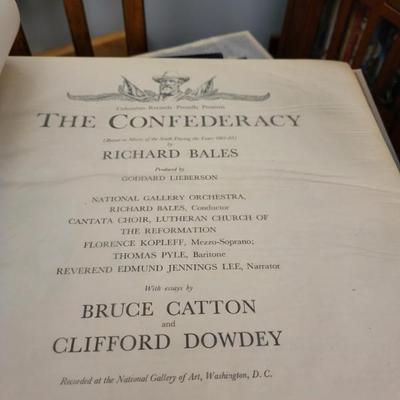 Columbia Records Proudly Presents
THE CONFEDERACY
(Based on Music of the South During the Years 1861-65)
by
RICHARD BALES
Produced by
GODDARD LIEBERSON
NATIONAL GALLERY ORCHESTRA,
RICHARD BALES, Conductor
CANTATA CHOIR, LUTHERAN CHURCH OF
THE REFORMATION
FLORENCE KOPLEFF, Mezzo-Soprano;
THOMAS PYLE, Baritone
REVEREND EDMUND JENNINGS LEE, Narrator
With essays by
BRUCE CATTON
and
CLIFFORD DOWDEY
Recorded at the National Gallery of Art, Washington, D. C.